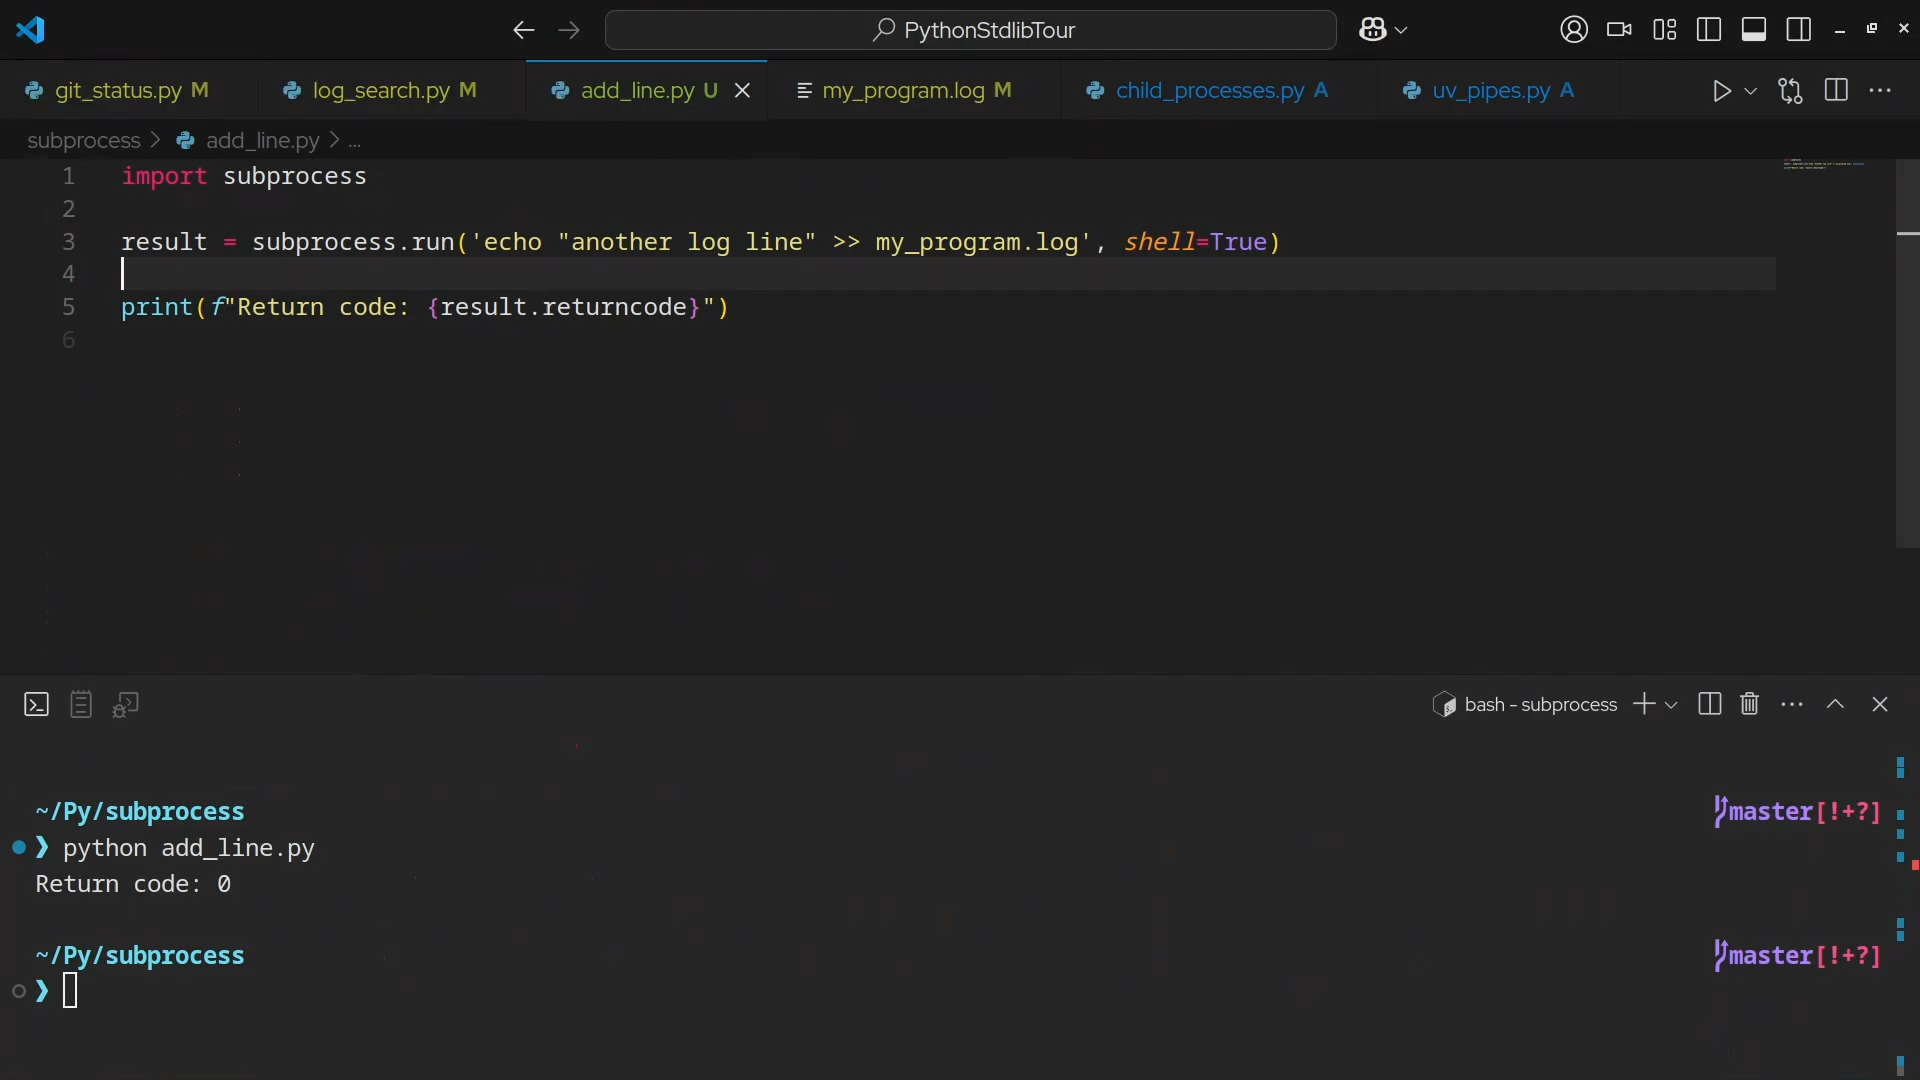 PythonStdlibTour
git_status.py M
log_search.py M
add_line.py U
my_program.log M
child_processes.py A
uv_pipes.py A
subprocess > add_line.py > ...
1 import subprocess
2
3 result = subprocess.run('echo "another log line" >> my_program.log', shell=True)
4
5 print(f"Return code: {result.returncode}")
6
bash - subprocess
~/Py/subprocess master[!+?]
❯ python add_line.py
Return code: 0
~/Py/subprocess master[!+?]
❯